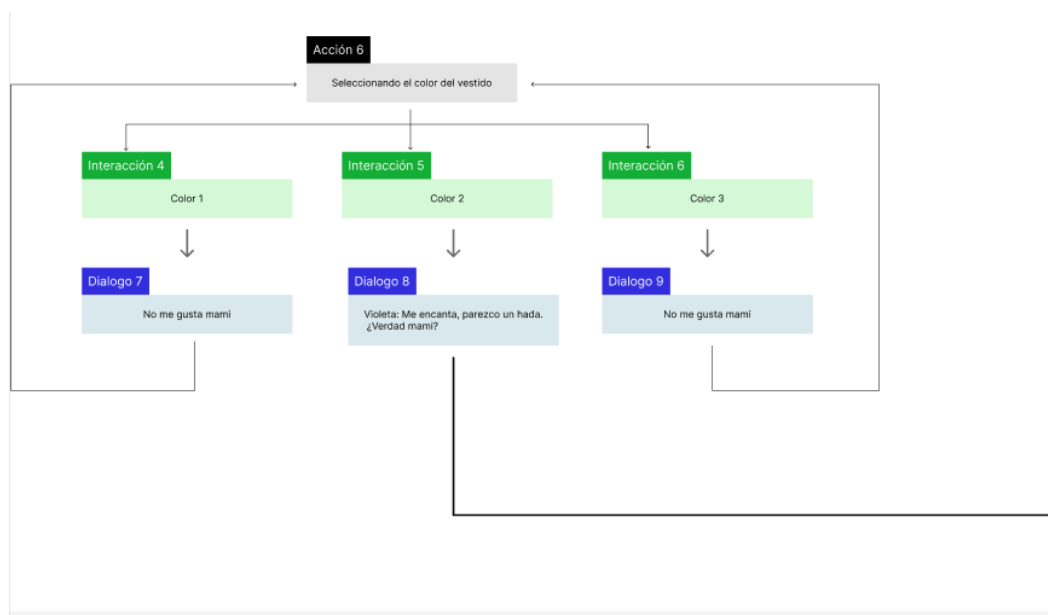 Acción 6
Seleccionando el color del vestido
Interacción 4
Color 1
Interacción 5
Color 2
Interacción 6
Color 3
Dialogo 7
No me gusta mami
Dialogo 8
Violeta: Me encanta, parezco un hada.
¿Verdad mami?
Dialogo 9
No me gusta mami